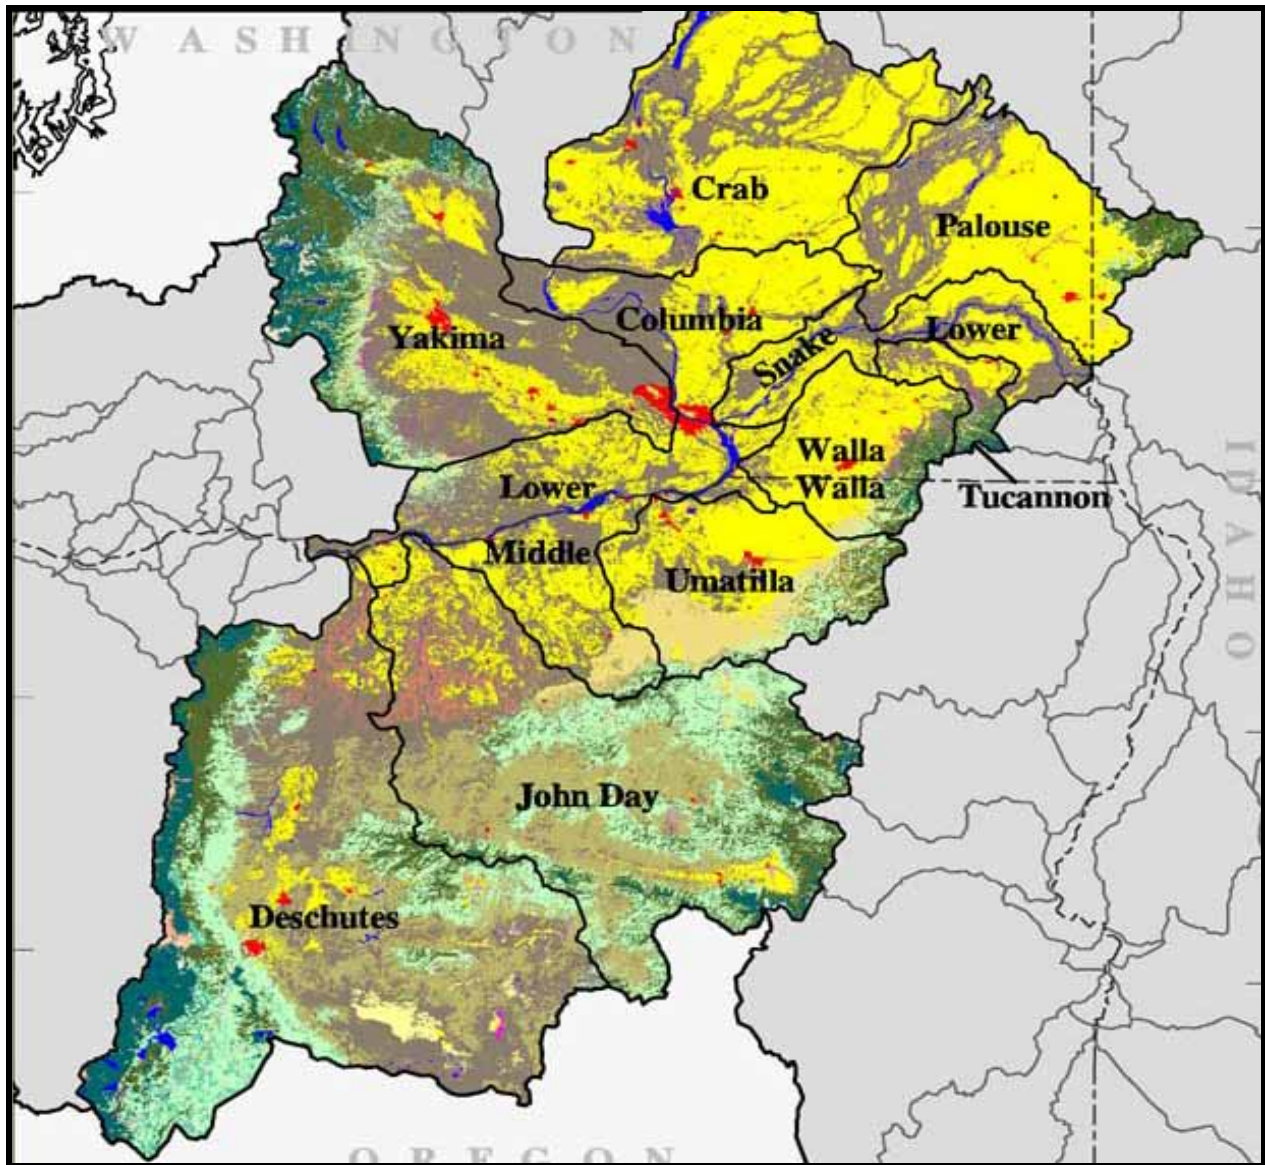 WASHINGTON
Crab
Palouse
Columbia
Lower
Yakima
Snake
Walla
Walla
Lower
Tucannon
Middle
Umatilla
IDAHO
John Day
Deschutes
OREGON